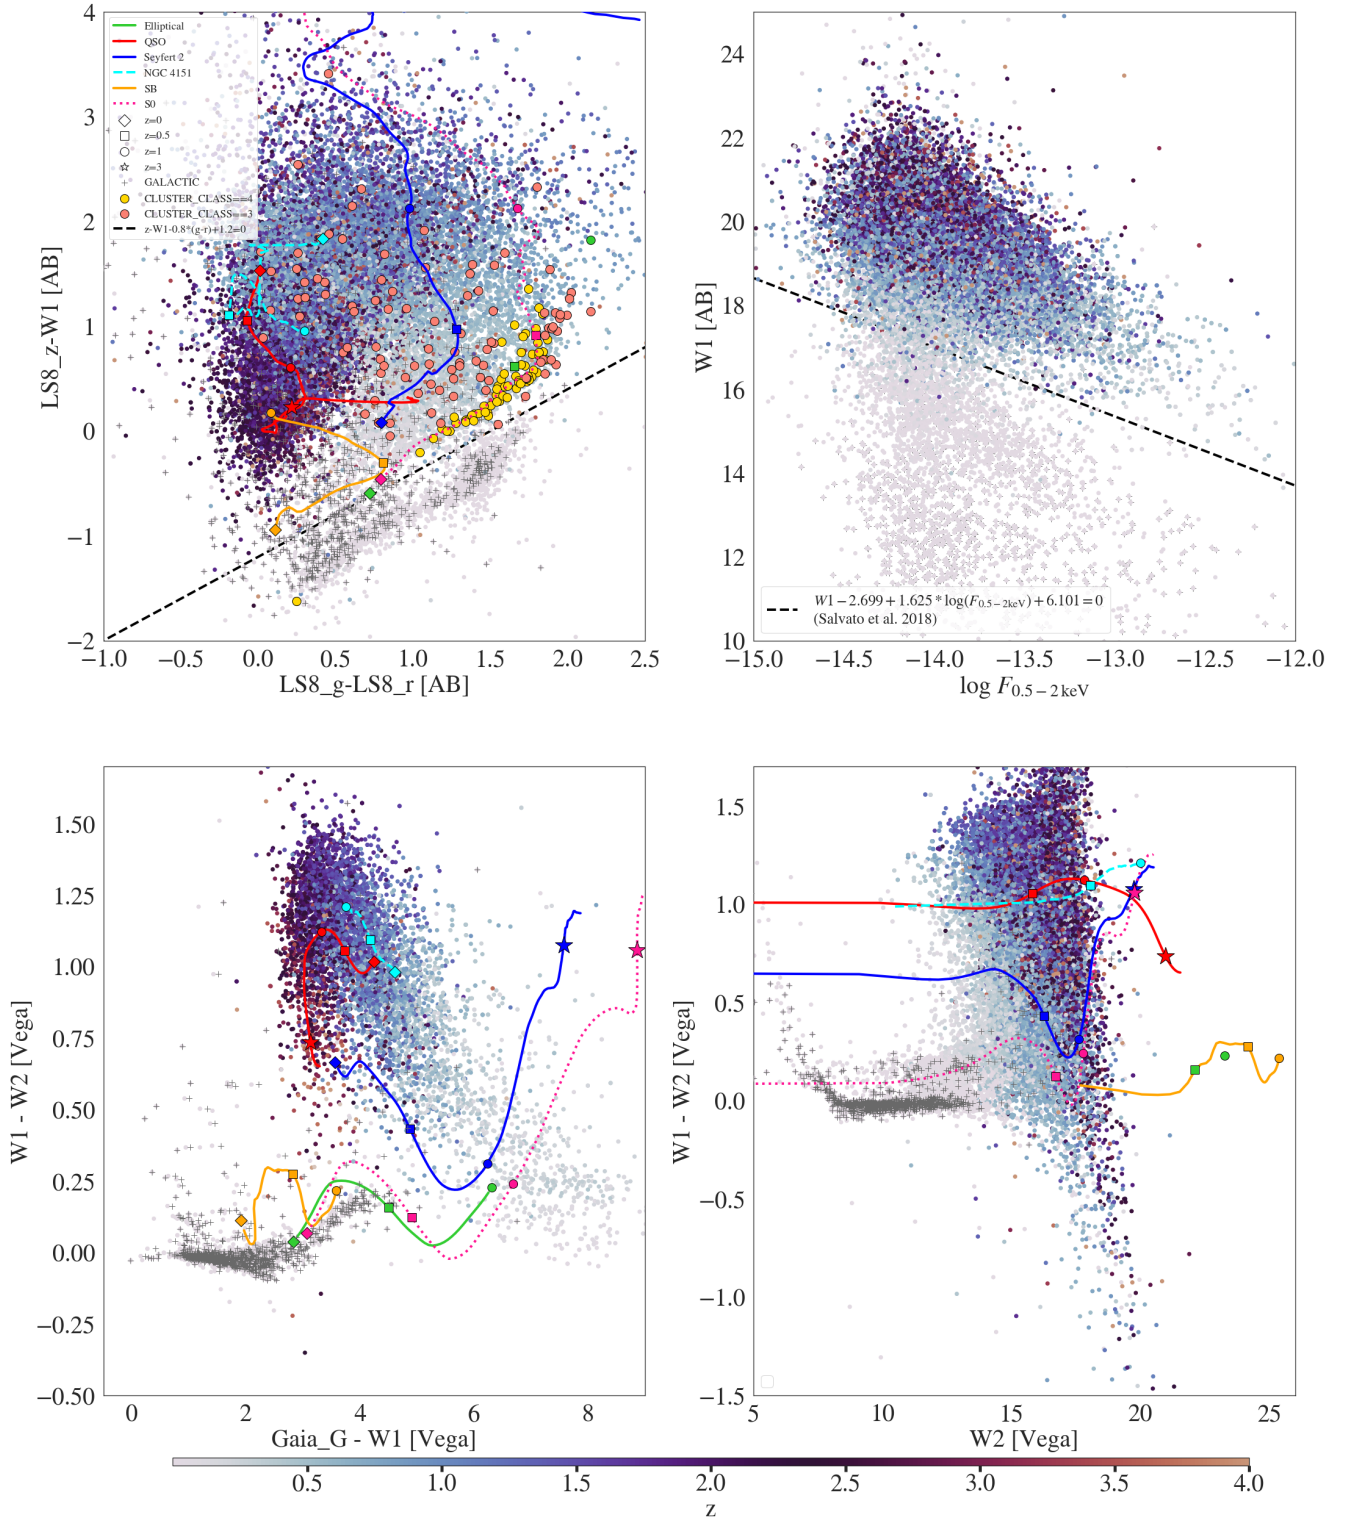 4
3
2
1
0
−1
−2
LS8_z-W1 [AB]
Elliptical
QSO
Seyfert 2
NGC 4151
SB
S0
z=0
z=0.5
z=1
z=3
GALACTIC
CLUSTER_CLASS==4
CLUSTER_CLASS==3
z-W1-0.8*(g-r)+1.2=0
−1.0 −0.5 0.0 0.5 1.0 1.5 2.0 2.5
LS8_g-LS8_r [AB]
24
22
20
18
16
14
12
10
W1 [AB]
W1 − 2.699 + 1.625 * log(F0.5−2keV) + 6.101 = 0
(Salvato et al. 2018)
−15.0 −14.5 −14.0 −13.5 −13.0 −12.5 −12.0
log F0.5−2keV
1.50
1.25
1.00
0.75
0.50
0.25
0.00
−0.25
−0.50
W1 - W2 [Vega]
0 2 4 6 8
Gaia_G - W1 [Vega]
1.5
1.0
0.5
0.0
−0.5
−1.0
−1.5
W1 - W2 [Vega]
5 10 15 20 25
W2 [Vega]
0.5 1.0 1.5 2.0 2.5 3.0 3.5 4.0
z